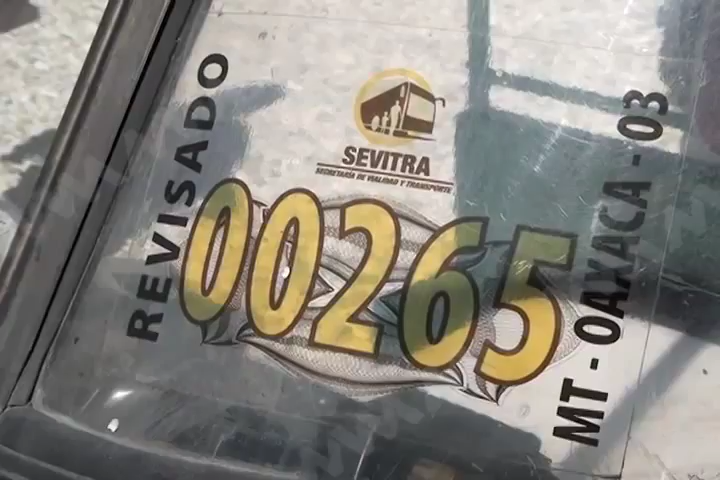 REVISADO
SEVITRA
SECRETARÍA DE VIALIDAD Y TRANSPORTE
00265
MT - OAXACA - 03